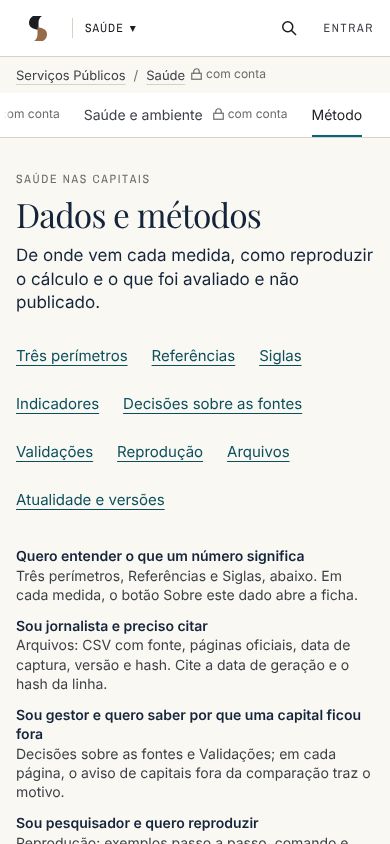 SAÚDE ▼
ENTRAR
Serviços Públicos / Saúde com conta
com conta Saúde e ambiente com conta Método
SAÚDE NAS CAPITAIS
Dados e métodos
De onde vem cada medida, como reproduzir
o cálculo e o que foi avaliado e não
publicado.
Três perímetros Referências Siglas
Indicadores Decisões sobre as fontes
Validações Reprodução Arquivos
Atualidade e versões
Quero entender o que um número significa
Três perímetros, Referências e Siglas, abaixo. Em
cada medida, o botão Sobre este dado abre a ficha.
Sou jornalista e preciso citar
Arquivos: CSV com fonte, páginas oficiais, data de
captura, versão e hash. Cite a data de geração e o
hash da linha.
Sou gestor e quero saber por que uma capital ficou
fora
Decisões sobre as fontes e Validações; em cada
página, o aviso de capitais fora da comparação traz o
motivo.
Sou pesquisador e quero reproduzir
Reprodução: exemplos passo a passo, comando e